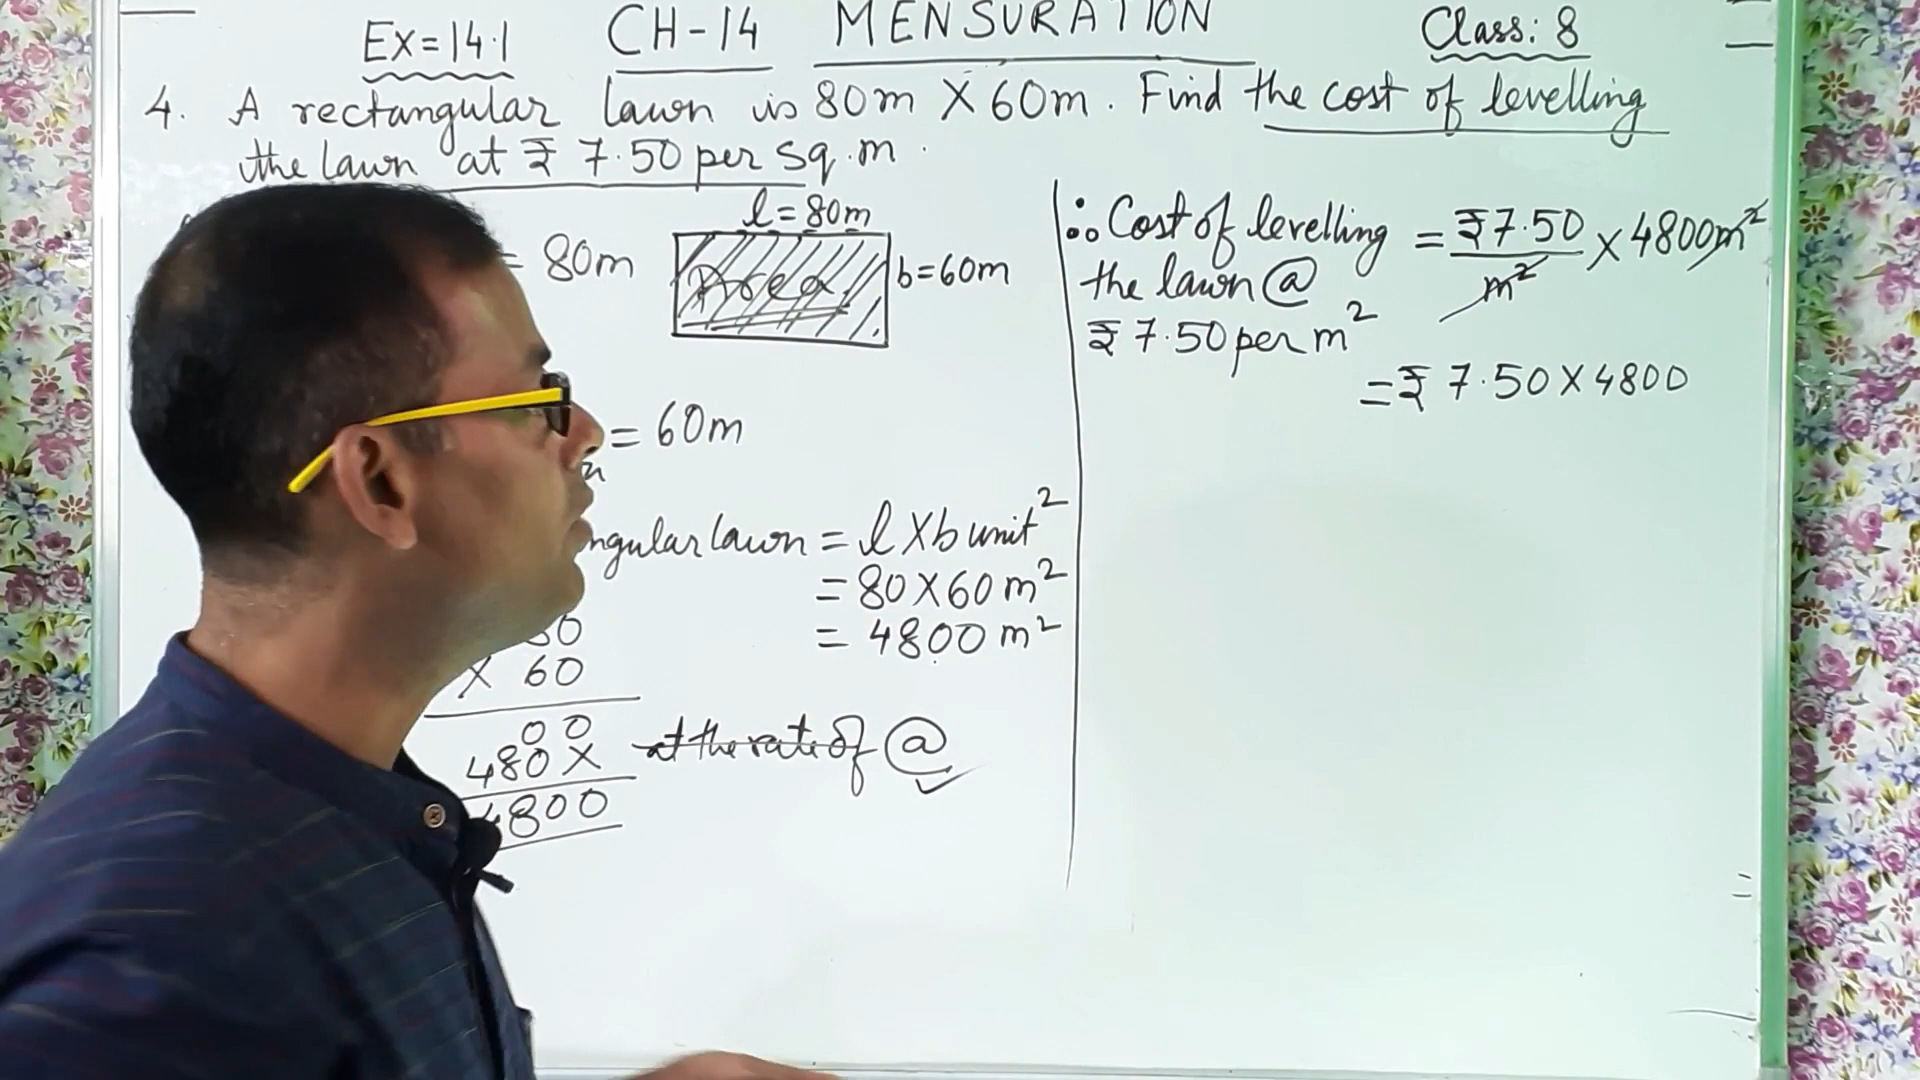 Ex=14.1 CH-14 MENSURATION Class: 8
4. A rectangular lawn is 80m X 60m. Find the cost of levelling
the lawn at ₹ 7.50 per sq.m.
l=80m
= 80m
Area
b=60m
= 60m
ngular lawn = l X b unit²
= 80 X 60 m²
= 4800 m²
X 60
00
480X
at the rate of @
4800
∴ Cost of levelling = ₹7.50/m² X 4800m²
the lawn @
₹ 7.50 per m²
= ₹ 7.50 X 4800